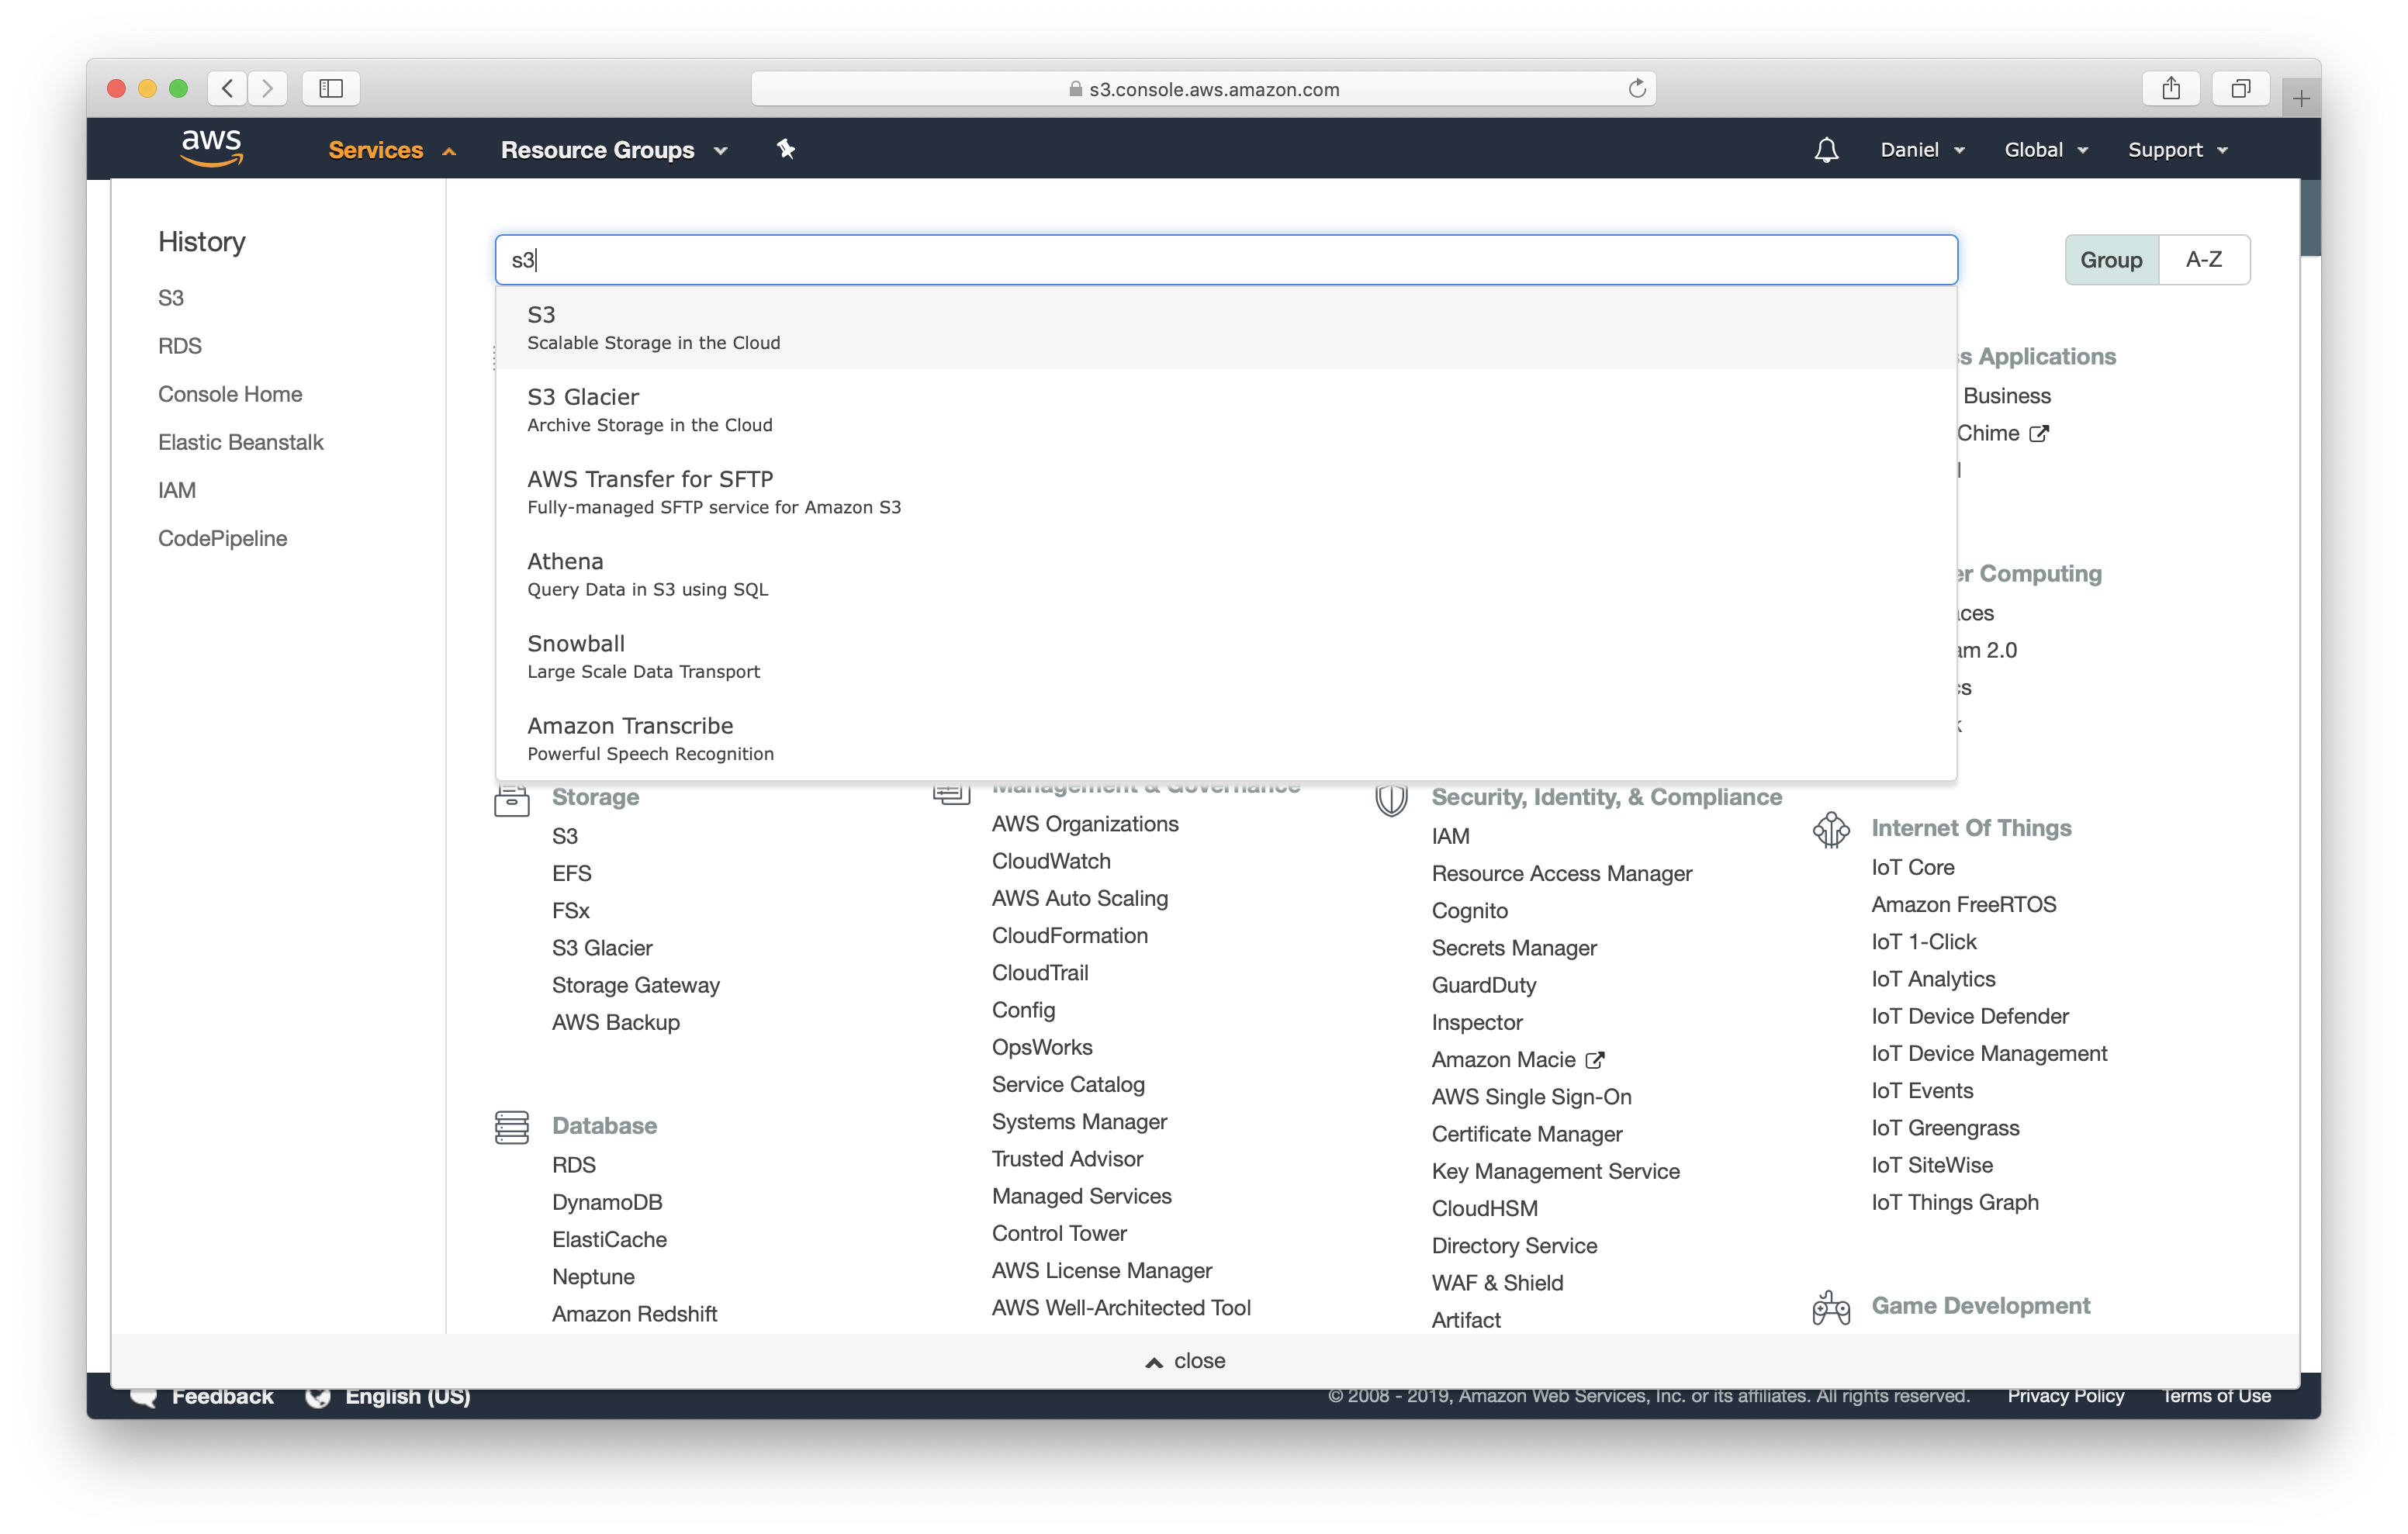 s3.console.aws.amazon.com
aws
Services
Resource Groups
Daniel
Global
Support
History
S3
RDS
Console Home
Elastic Beanstalk
IAM
CodePipeline
s3
Group
A-Z
S3
Scalable Storage in the Cloud
S3 Glacier
Archive Storage in the Cloud
AWS Transfer for SFTP
Fully-managed SFTP service for Amazon S3
Athena
Query Data in S3 using SQL
Snowball
Large Scale Data Transport
Amazon Transcribe
Powerful Speech Recognition
Applications
Business
Chime
Computing
2.0
Storage
S3
EFS
FSx
S3 Glacier
Storage Gateway
AWS Backup
Database
RDS
DynamoDB
ElastiCache
Neptune
Amazon Redshift
Management & Governance
AWS Organizations
CloudWatch
AWS Auto Scaling
CloudFormation
CloudTrail
Config
OpsWorks
Service Catalog
Systems Manager
Trusted Advisor
Managed Services
Control Tower
AWS License Manager
AWS Well-Architected Tool
Security, Identity, & Compliance
IAM
Resource Access Manager
Cognito
Secrets Manager
GuardDuty
Inspector
Amazon Macie
AWS Single Sign-On
Certificate Manager
Key Management Service
CloudHSM
Directory Service
WAF & Shield
Artifact
Internet Of Things
IoT Core
Amazon FreeRTOS
IoT 1-Click
IoT Analytics
IoT Device Defender
IoT Device Management
IoT Events
IoT Greengrass
IoT SiteWise
IoT Things Graph
Game Development
close
Feedback
English (US)
© 2008 - 2019, Amazon Web Services, Inc. or its affiliates. All rights reserved.
Privacy Policy
Terms of Use